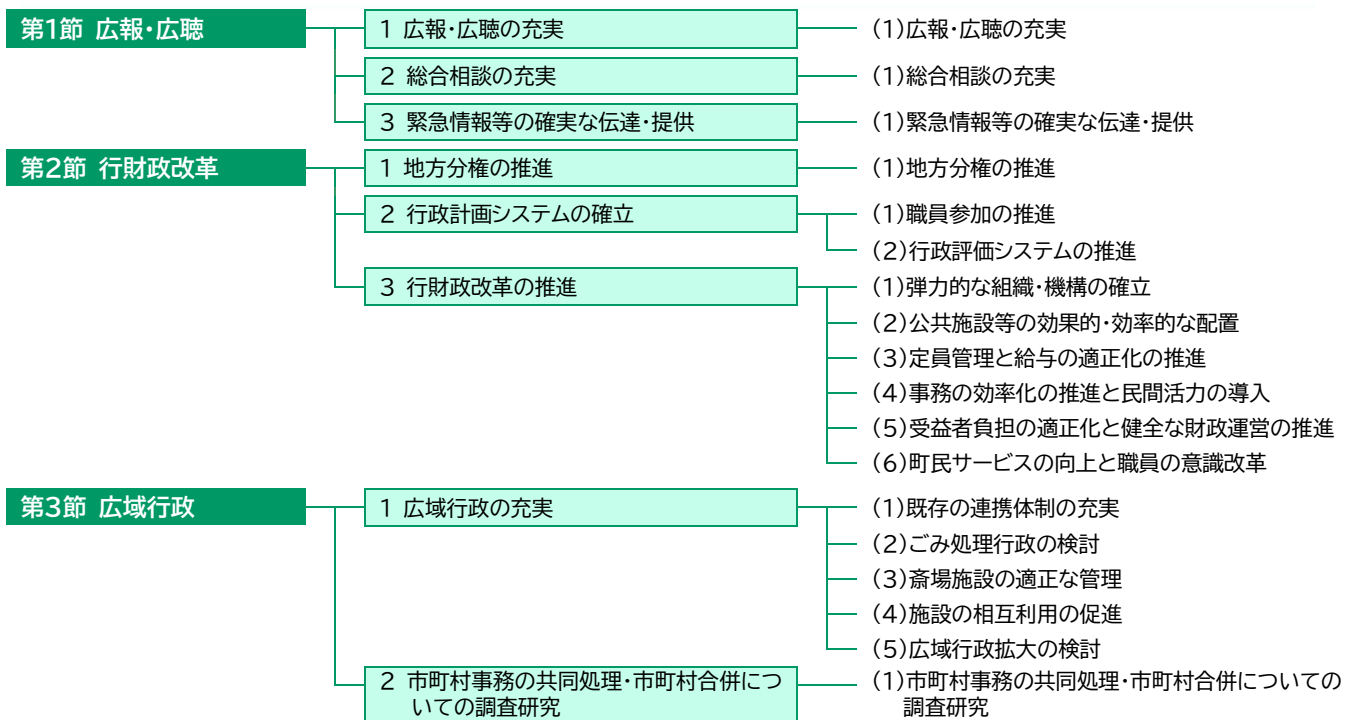 第1節 広報・広聴
1 広報・広聴の充実
(1)広報・広聴の充実
2 総合相談の充実
(1)総合相談の充実
3 緊急情報等の確実な伝達・提供
(1)緊急情報等の確実な伝達・提供
第2節 行財政改革
1 地方分権の推進
(1)地方分権の推進
2 行政計画システムの確立
(1)職員参加の推進
(2)行政評価システムの推進
3 行財政改革の推進
(1)弾力的な組織・機構の確立
(2)公共施設等の効果的・効率的な配置
(3)定員管理と給与の適正化の推進
(4)事務の効率化の推進と民間活力の導入
(5)受益者負担の適正化と健全な財政運営の推進
(6)町民サービスの向上と職員の意識改革
第3節 広域行政
1 広域行政の充実
(1)既存の連携体制の充実
(2)ごみ処理行政の検討
(3)斎場施設の適正な管理
(4)施設の相互利用の促進
(5)広域行政拡大の検討
2 市町村事務の共同処理・市町村合併につ
いての調査研究
(1)市町村事務の共同処理・市町村合併についての
調査研究